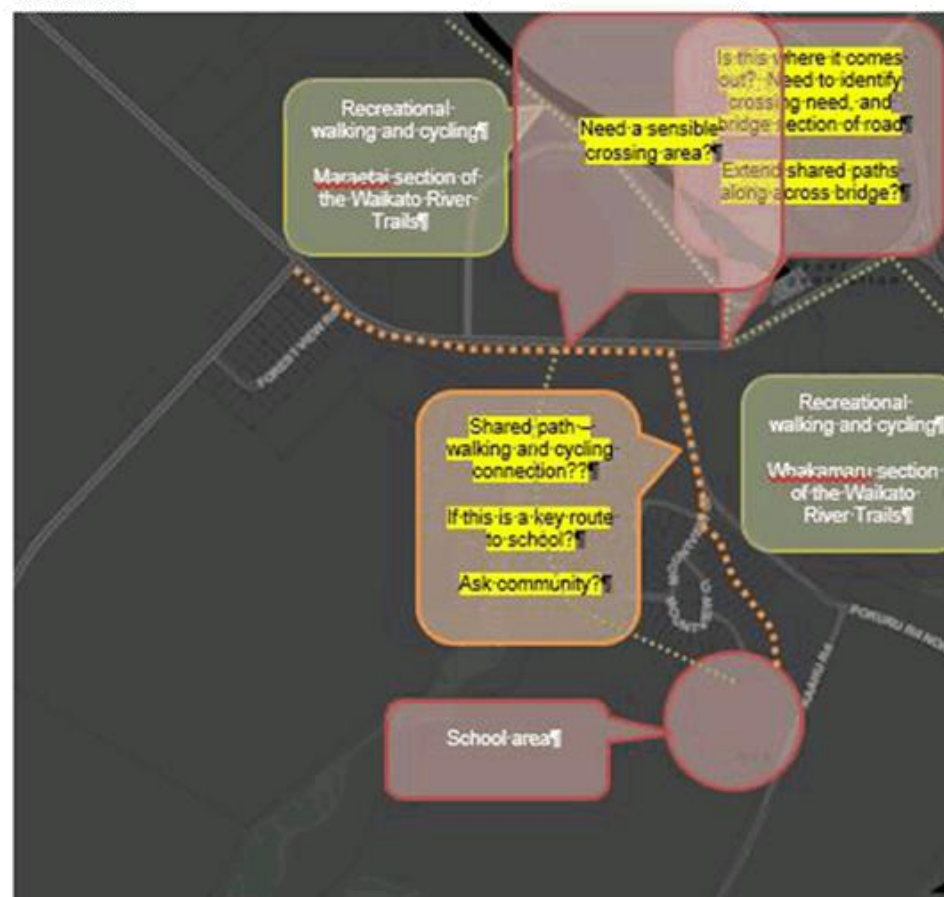 Recreational
walking and cycling¶
Maraetai section of
the Waikato River
Trails¶
Need a sensible
crossing area?¶
Is this where it comes
out? Need to identify
crossing need, and
bridge section of road¶
Extend shared paths
along across bridge?¶
FOREST VIEW RD
Shared path –
walking and cycling
connection??¶
If this is a key route
to school?¶
Ask community?¶
Recreational
walking and cycling¶
Whakamaru section
of the Waikato
River Trails¶
School area¶